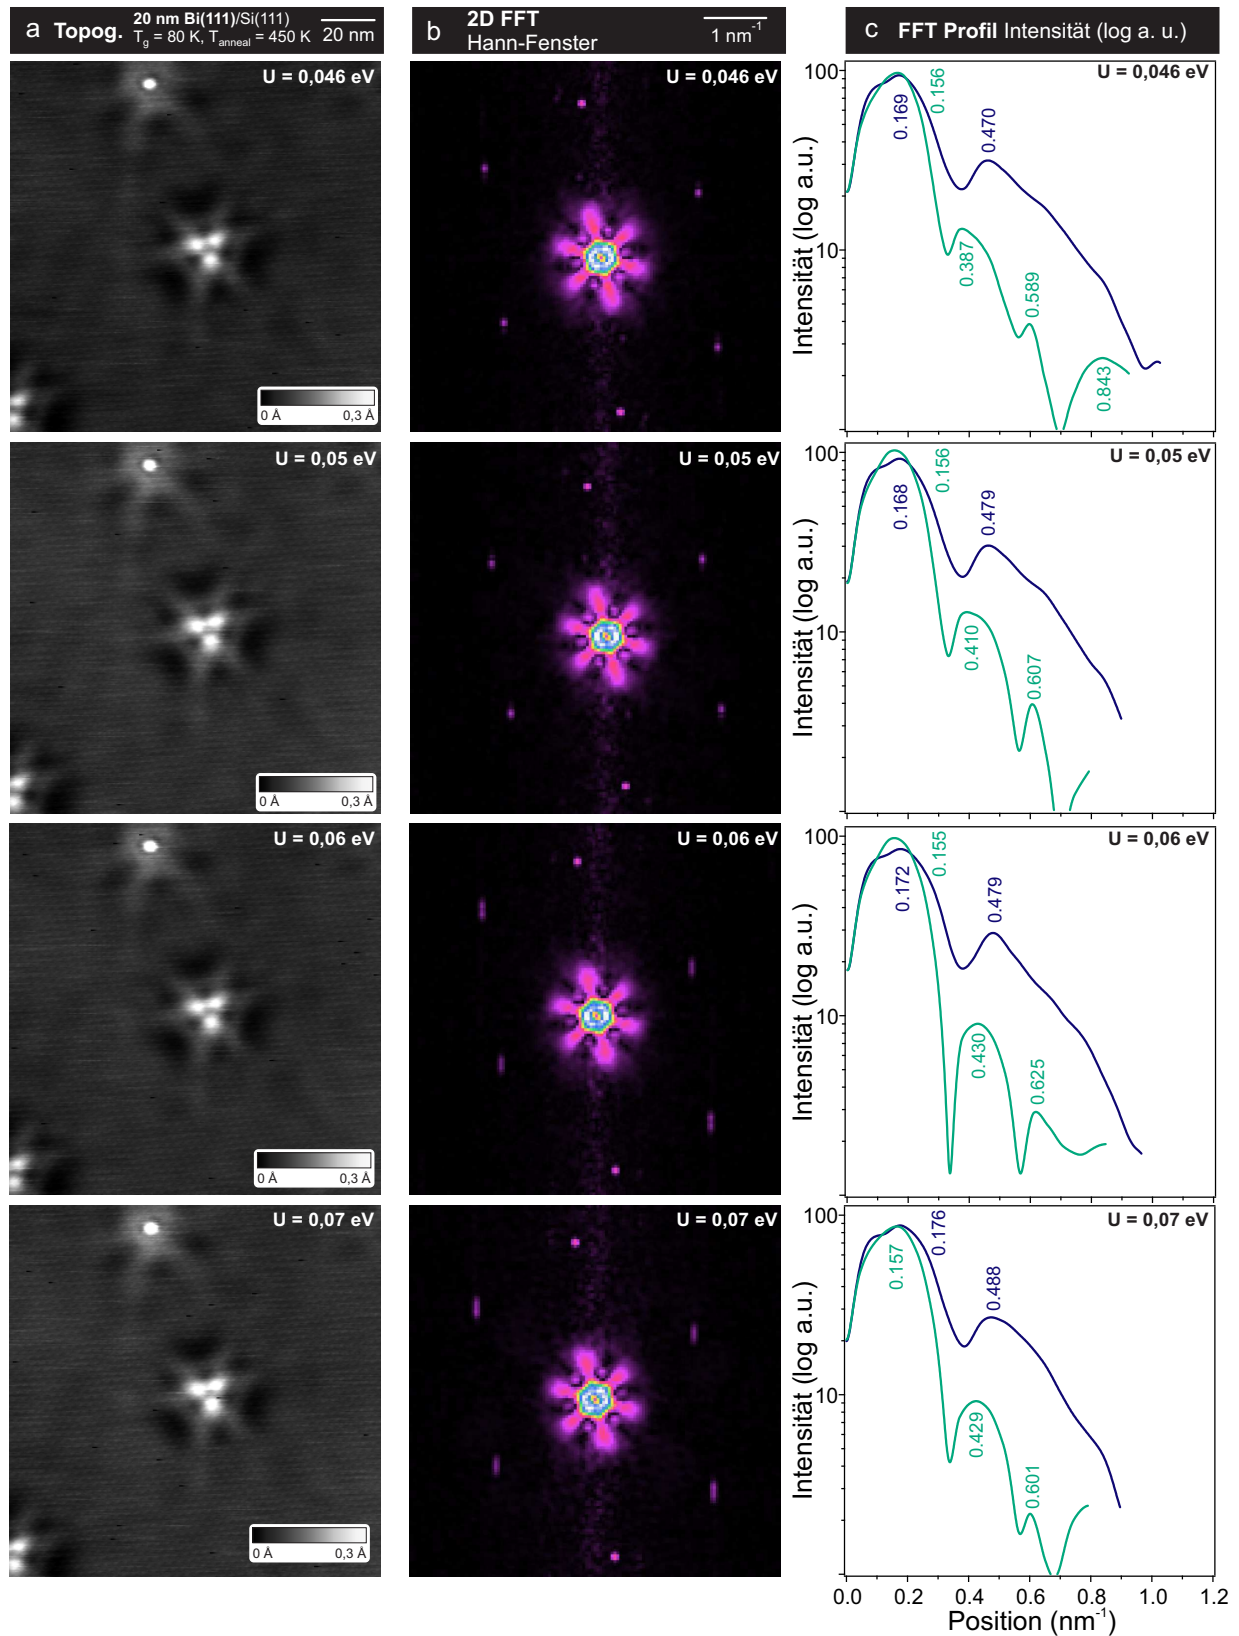 a Topog. 20 nm Bi(111)/Si(111)
Tg = 80 K, Tanneal = 450 K
20 nm
b 2D FFT
Hann-Fenster
1 nm-1
c FFT Profil Intensität (log a. u.)
U = 0,046 eV
0 Å 0,3 Å
U = 0,046 eV
U = 0,046 eV
Intensität (log a.u.)
100
10
0.169
0.156
0.470
0.387
0.589
0.843
U = 0,05 eV
0 Å 0,3 Å
U = 0,05 eV
U = 0,05 eV
Intensität (log a.u.)
100
10
0.168
0.156
0.479
0.410
0.607
U = 0,06 eV
0 Å 0,3 Å
U = 0,06 eV
U = 0,06 eV
Intensität (log a.u.)
100
10
0.172
0.155
0.479
0.430
0.625
U = 0,07 eV
0 Å 0,3 Å
U = 0,07 eV
U = 0,07 eV
Intensität (log a.u.)
100
10
0.157
0.176
0.488
0.429
0.601
0.0 0.2 0.4 0.6 0.8 1.0 1.2
Position (nm-1)